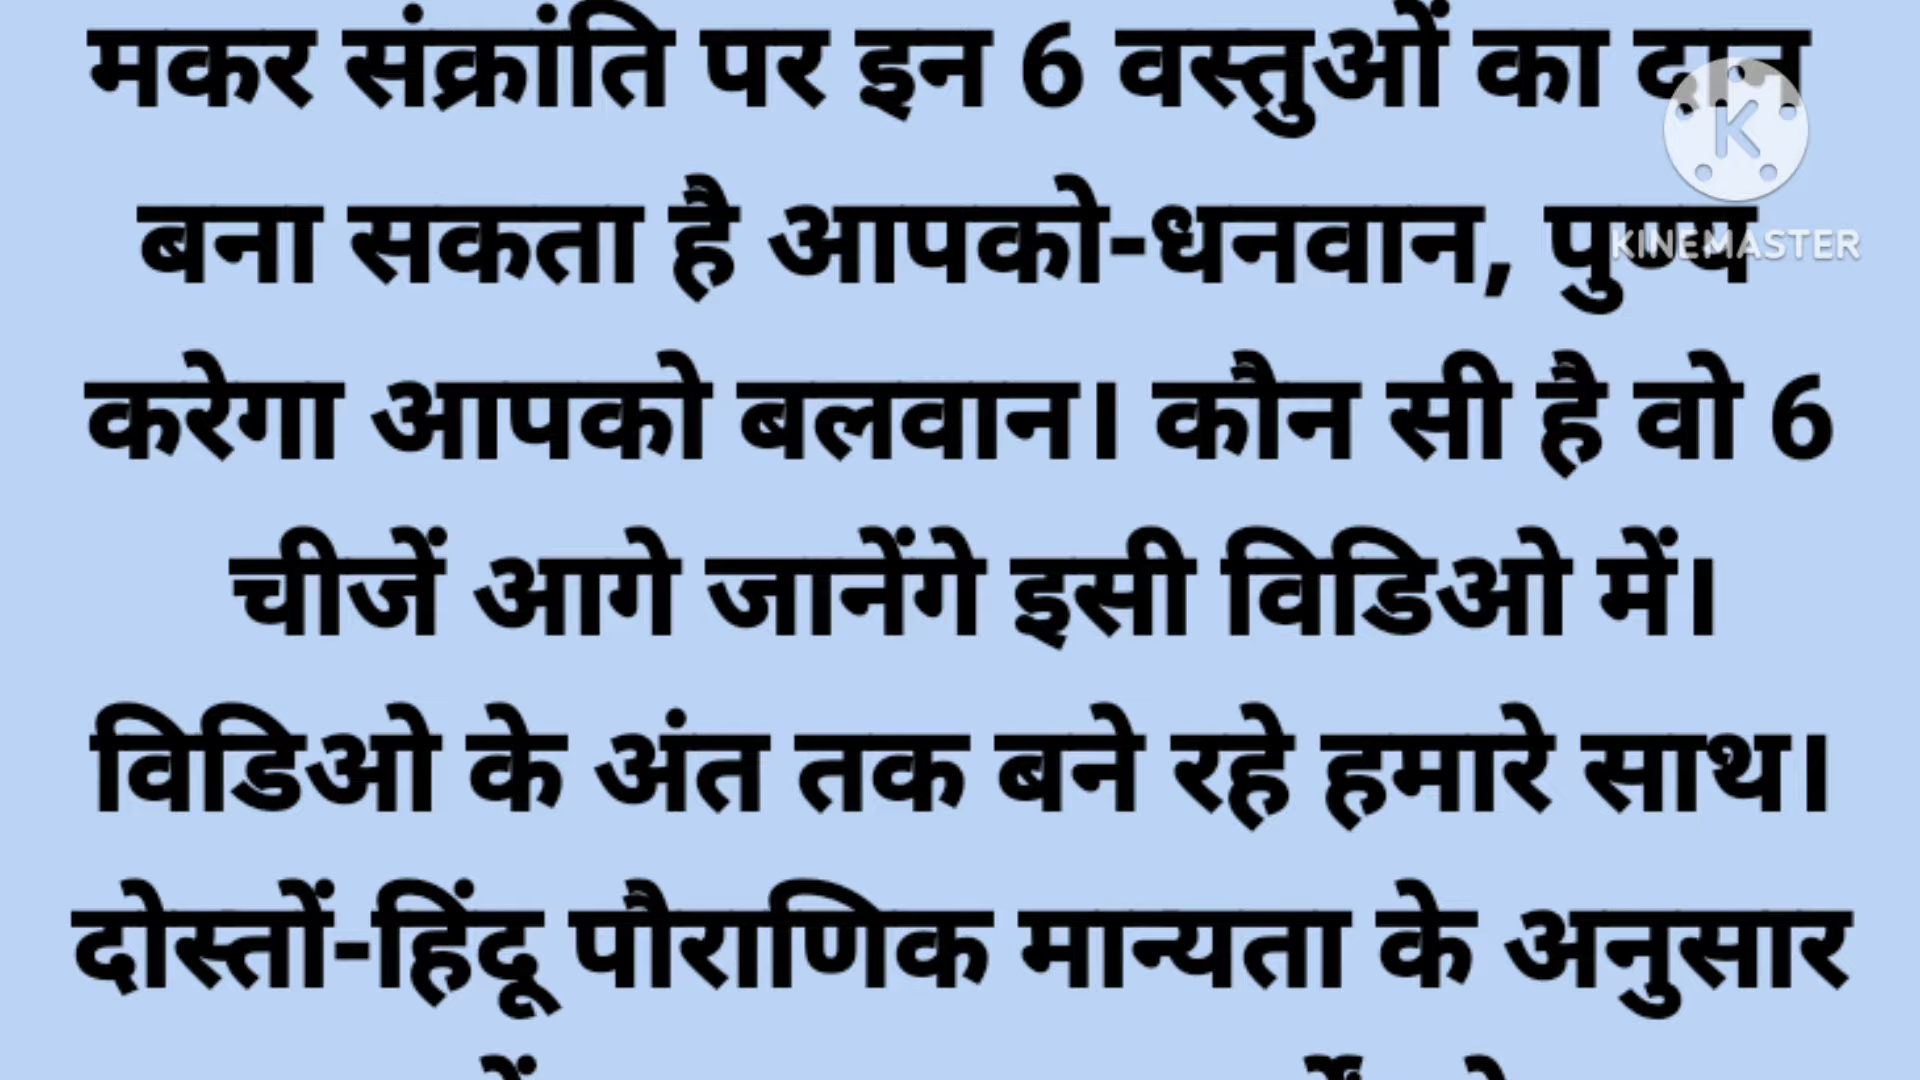 मकर संक्रांति पर इन 6 वस्तुओं का दान
बना सकता है आपको-धनवान, पुण्य
KINEMASTER
करेगा आपको बलवान। कौन सी है वो 6
चीजें आगे जानेंगे इसी विडिओ में।
विडिओ के अंत तक बने रहे हमारे साथ।
दोस्तों-हिंदू पौराणिक मान्यता के अनुसार